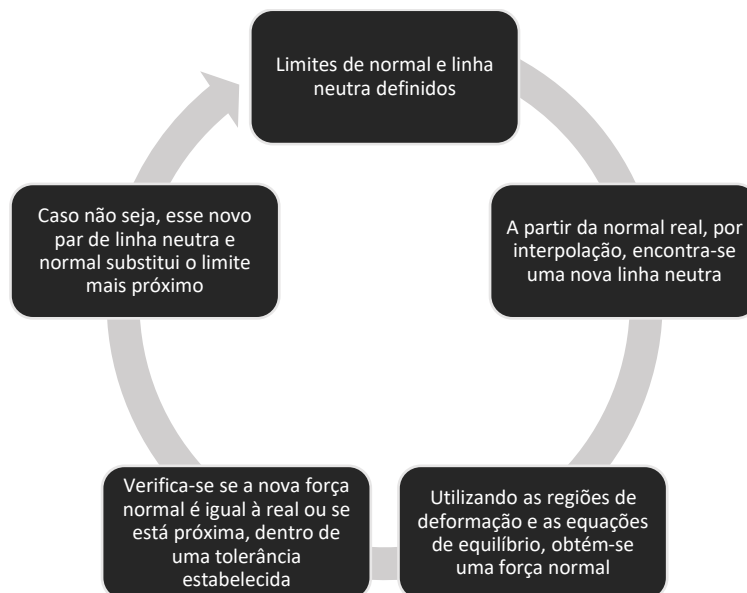 Limites de normal e linha
neutra definidos
A partir da normal real, por
interpolação, encontra-se
uma nova linha neutra
Utilizando as regiões de
deformação e as equações
de equilíbrio, obtém-se
uma força normal
Verifica-se se a nova força
normal é igual à real ou se
está próxima, dentro de
uma tolerância
estabelecida
Caso não seja, esse novo
par de linha neutra e
normal substitui o limite
mais próximo